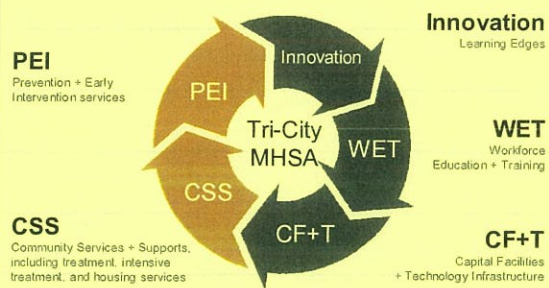 Innovation
Learning Edges
PEI
Prevention + Early
Intervention services
Innovation
PEI
Tri-City
MHSA
WET
WET
Workforce
Education + Training
CSS
CF+T
CSS
Community Services + Supports,
including treatment, intensive
treatment, and housing services
CF+T
Capital Facilities
+ Technology Infrastructure